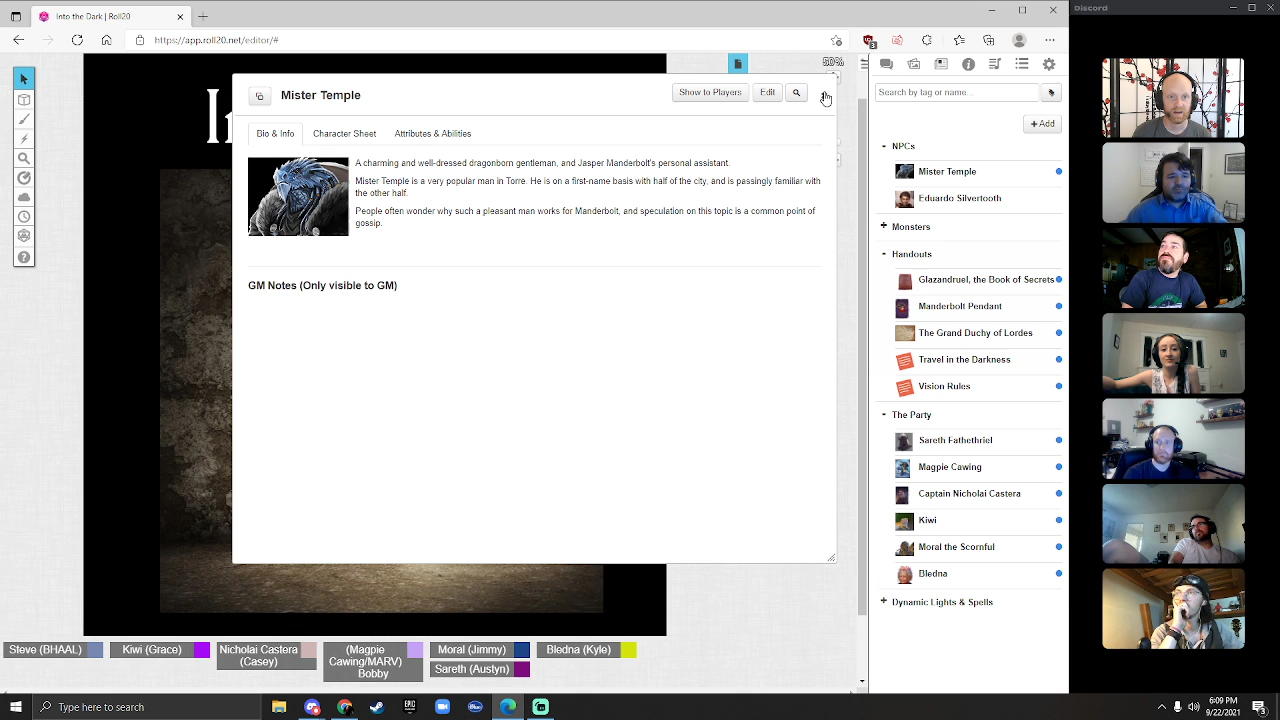 Into the Dark | Roll20
https://app.roll20.net/editor/#
3
Discord
50%
Mister Temple
Show to Players
Edit
Bio & Info
Character Sheet
Attributes & Abilities
A charming and well-dressed dragonborn gentleman, and Jasper Manderbolt's personal assistant.
Mister Temple is a very popular man in Torre. He is on a first-name basis with half of the city, and is passingly familiar with
the other half.
People often wonder why such a pleasant man works for Manderbolt, and speculation on this topic is a common point of
gossip.
GM Notes (Only visible to GM)
Search by tag or name...
+ Add
- NPCs
Mister Temple
Eduardo Silvertooth
+ Monsters
- Handouts
Glazandruel, the Book of Secrets
Manderbolt Pendant
The Grand Duchy of Lordes
Travel in the Darkness
Vision Rules
- The Party
Sareth Fathethriel
Magpie Cawing
Captain Nicholai Castera
Kiwi
Moral the Scornful
Bledna
+ Dynamic Lights & Spells
Steve (BHAAL)
Kiwi (Grace)
Nicholai Castera
(Casey)
(Magpie
Cawing/MARV)
Bobby
Moral (Jimmy)
Sareth (Austyn)
Bledna (Kyle)
Type here to search
EPIC
6:09 PM
9/22/2021
3